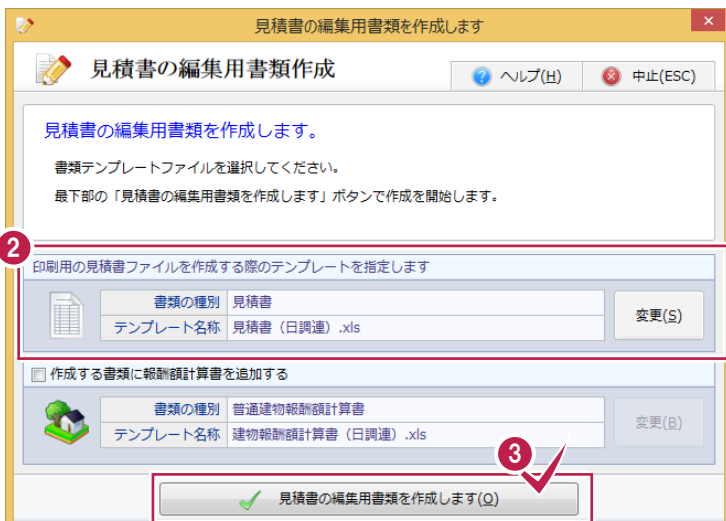 見積書の編集用書類を作成します
×
見積書の編集用書類作成
ヘルプ(H)
中止(ESC)
見積書の編集用書類を作成します。
書類テンプレートファイルを選択してください。
最下部の「見積書の編集用書類を作成します」ボタンで作成を開始します。
2
印刷用の見積書ファイルを作成する際のテンプレートを指定します
書類の種別 見積書
テンプレート名称 見積書（日調連）.xls
変更(S)
作成する書類に報酬額計算書を追加する
書類の種別 普通建物報酬額計算書
テンプレート名称 建物報酬額計算書（日調連）.xls
変更(B)
3
見積書の編集用書類を作成します(O)